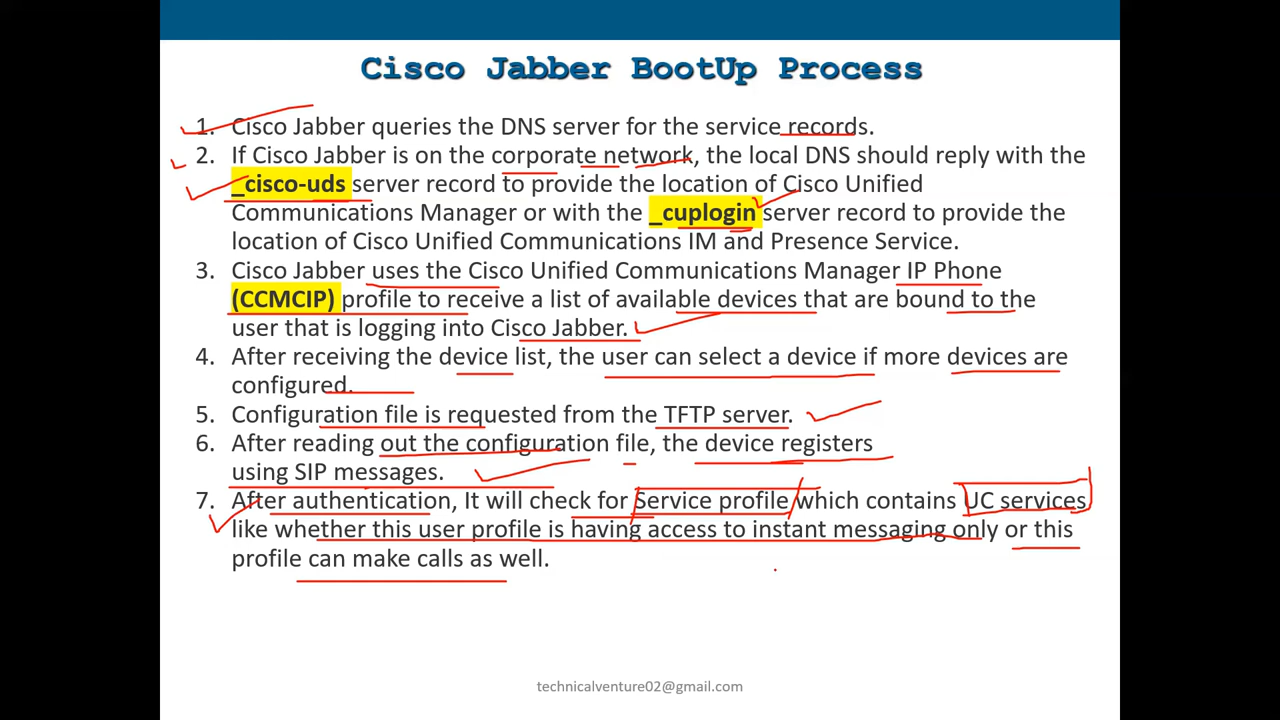 Cisco Jabber BootUp Process
1. Cisco Jabber queries the DNS server for the service records.
2. If Cisco Jabber is on the corporate network, the local DNS should reply with the
_cisco-uds server record to provide the location of Cisco Unified
Communications Manager or with the _cuplogin server record to provide the
location of Cisco Unified Communications IM and Presence Service.
3. Cisco Jabber uses the Cisco Unified Communications Manager IP Phone
(CCMCIP) profile to receive a list of available devices that are bound to the
user that is logging into Cisco Jabber.
4. After receiving the device list, the user can select a device if more devices are
configured.
5. Configuration file is requested from the TFTP server.
6. After reading out the configuration file, the device registers
using SIP messages.
7. After authentication, It will check for Service profile which contains UC services
like whether this user profile is having access to instant messaging only or this
profile can make calls as well.
technicalventure02@gmail.com